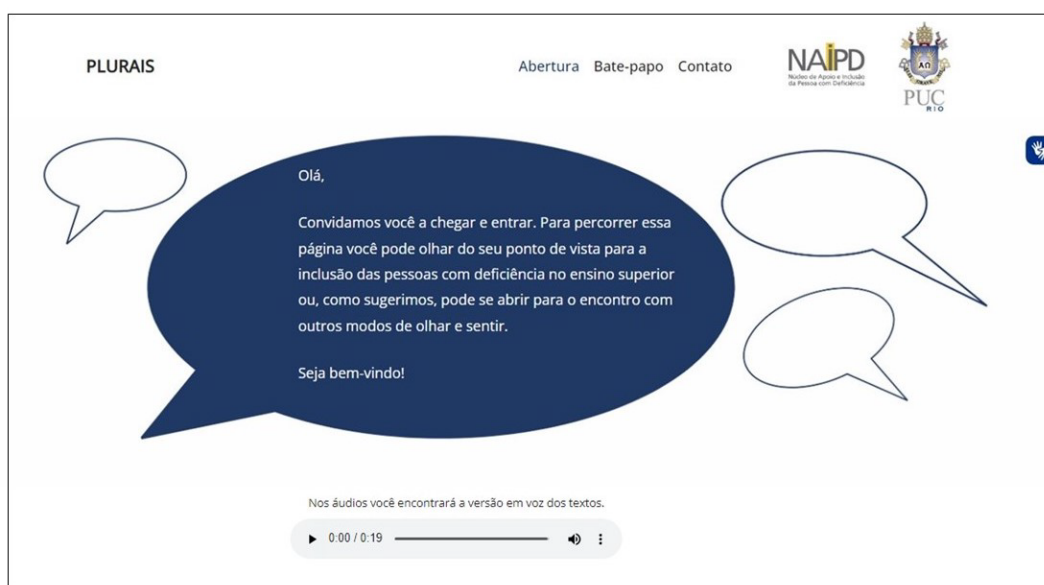 PLURAIS
Abertura Bate-papo Contato
NAIPD
Núcleo de Apoio e Inclusão
da Pessoa com Deficiência
PUC
RIO
Olá,
Convidamos você a chegar e entrar. Para percorrer essa
página você pode olhar do seu ponto de vista para a
inclusão das pessoas com deficiência no ensino superior
ou, como sugerimos, pode se abrir para o encontro com
outros modos de olhar e sentir.
Seja bem-vindo!
Nos áudios você encontrará a versão em voz dos textos.
0:00 / 0:19